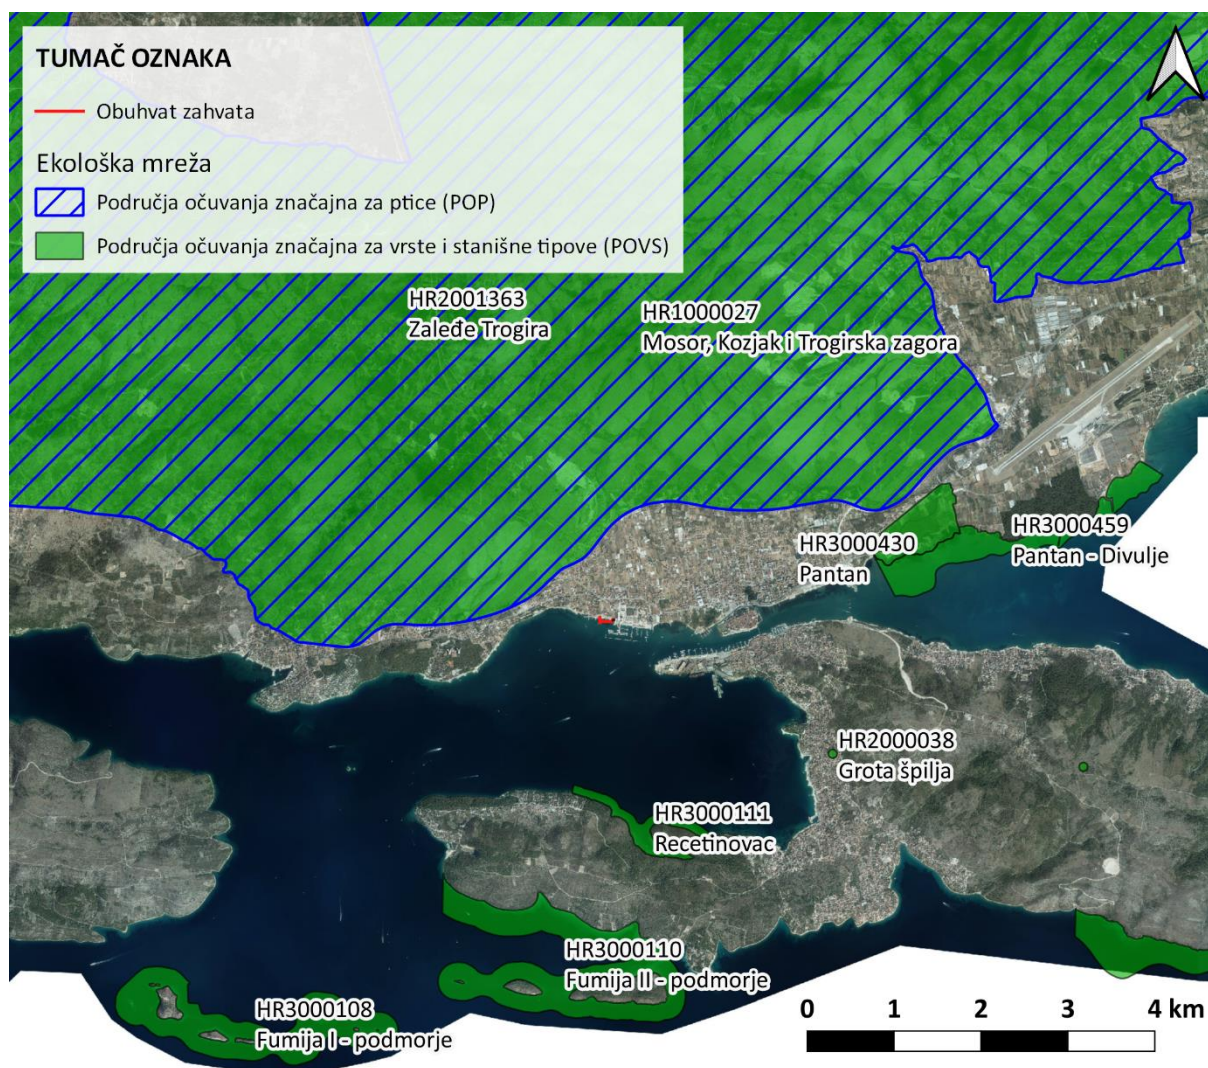 TUMAČ OZNAKA
Obuhvat zahvata
Ekološka mreža
Područja očuvanja značajna za ptice (POP)
Područja očuvanja značajna za vrste i stanišne tipove (POVS)
HR2001363
Zaleđe Trogira
HR1000027
Mosor, Kozjak i Trogirska zagora
HR3000459
Pantan - Divulje
HR3000430
Pantan
HR2000038
Grota špilja
HR3000111
Recetinovac
HR3000110
Fumija II - podmorje
HR3000108
Fumija I - podmorje
0 1 2 3 4 km